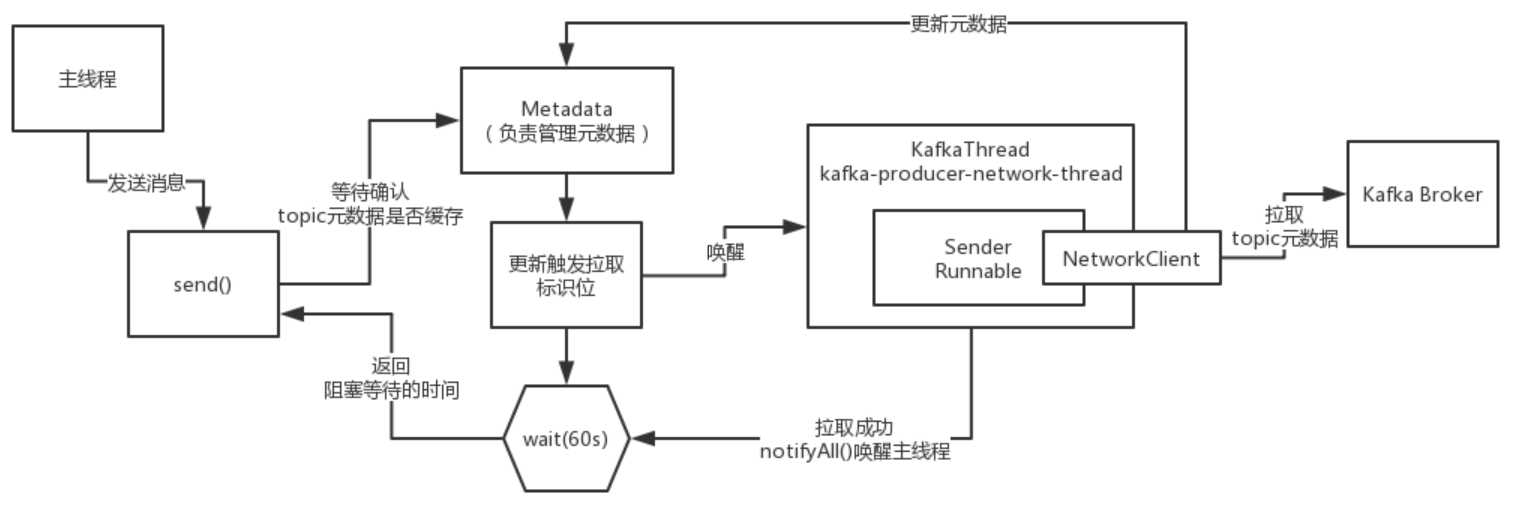 更新元数据
主线程
Metadata
（负责管理元数据）
KafkaThread
kafka-producer-network-thread
发送消息
等待确认
topic元数据是否缓存
Kafka Broker
拉取
topic元数据
send()
更新触发拉取
标识位
唤醒
Sender
Runnable
NetworkClient
返回
阻塞等待的时间
wait(60s)
拉取成功
notifyAll()唤醒主线程